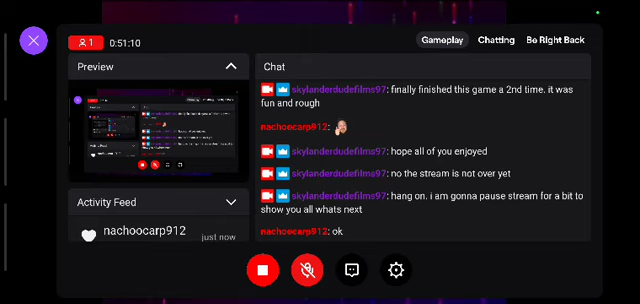 1 0:51:10 Gameplay Chatting Be Right Back
Preview
Chat
skylanderdudefilms97: finally finished this game a 2nd time. it was
fun and rough
nachoecarp912:
skylanderdudefilms97: hope all of you enjoyed
skylanderdudefilms97: no the stream is not over yet
skylanderdudefilms97: hang on. i am gonna pause stream for a bit to
show you all whats next
nachoecarp912: ok
Activity Feed
nachoocarp912
just now